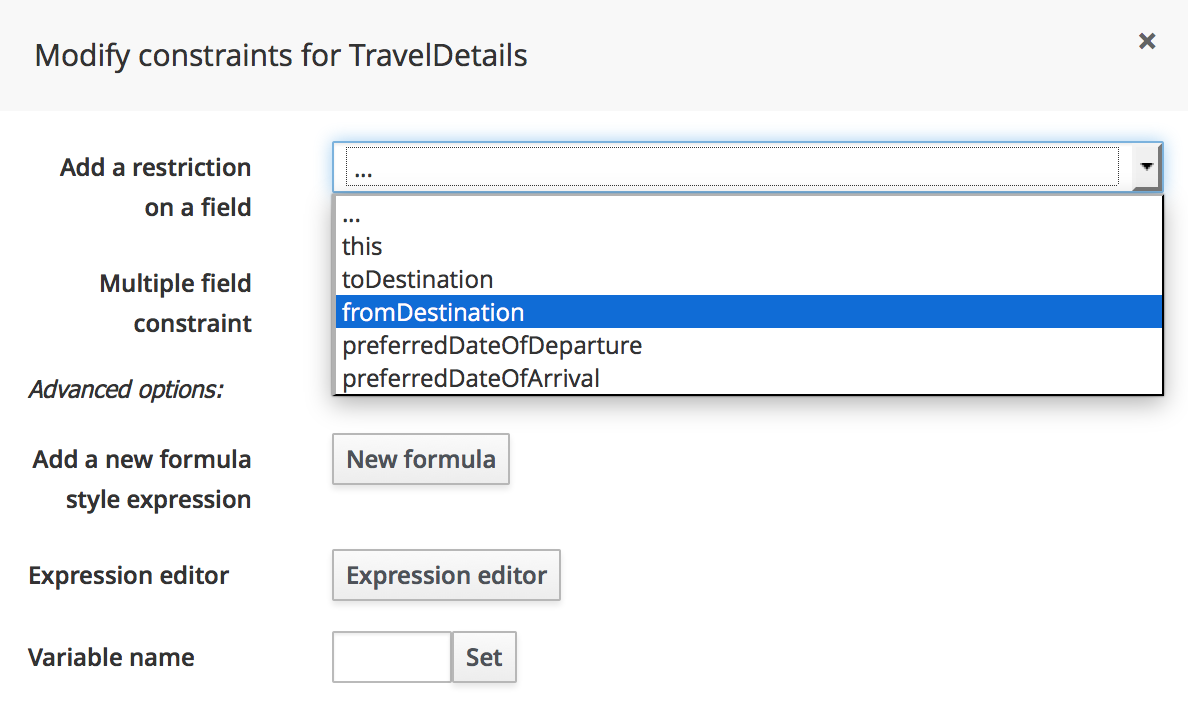 Modify constraints for TravelDetails
×
Add a restriction
on a field
...
...
this
toDestination
fromDestination
preferredDateOfDeparture
preferredDateOfArrival
Multiple field
constraint
Advanced options:
Add a new formula
style expression
New formula
Expression editor
Expression editor
Variable name
Set